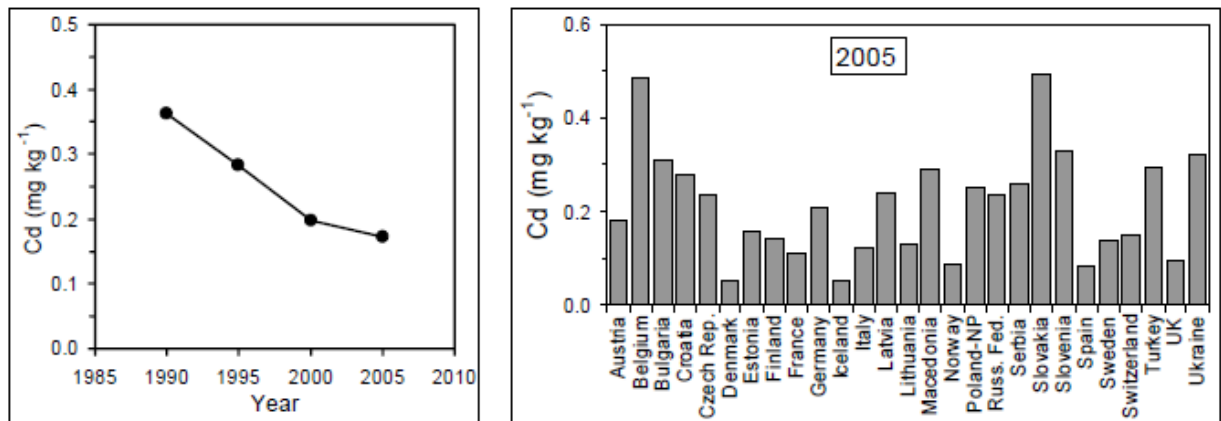 0.5
0.4
0.3
0.2
0.1
0.0
Cd (mg kg-1)
1985 1990 1995 2000 2005 2010
Year
0.6
0.4
0.2
0.0
Cd (mg kg-1)
2005
Austria
Belgium
Bulgaria
Croatia
Czech Rep.
Denmark
Estonia
Finland
France
Germany
Iceland
Italy
Latvia
Lithuania
Macedonia
Norway
Poland-NP
Russ. Fed.
Serbia
Slovakia
Slovenia
Spain
Sweden
Switzerland
Turkey
UK
Ukraine